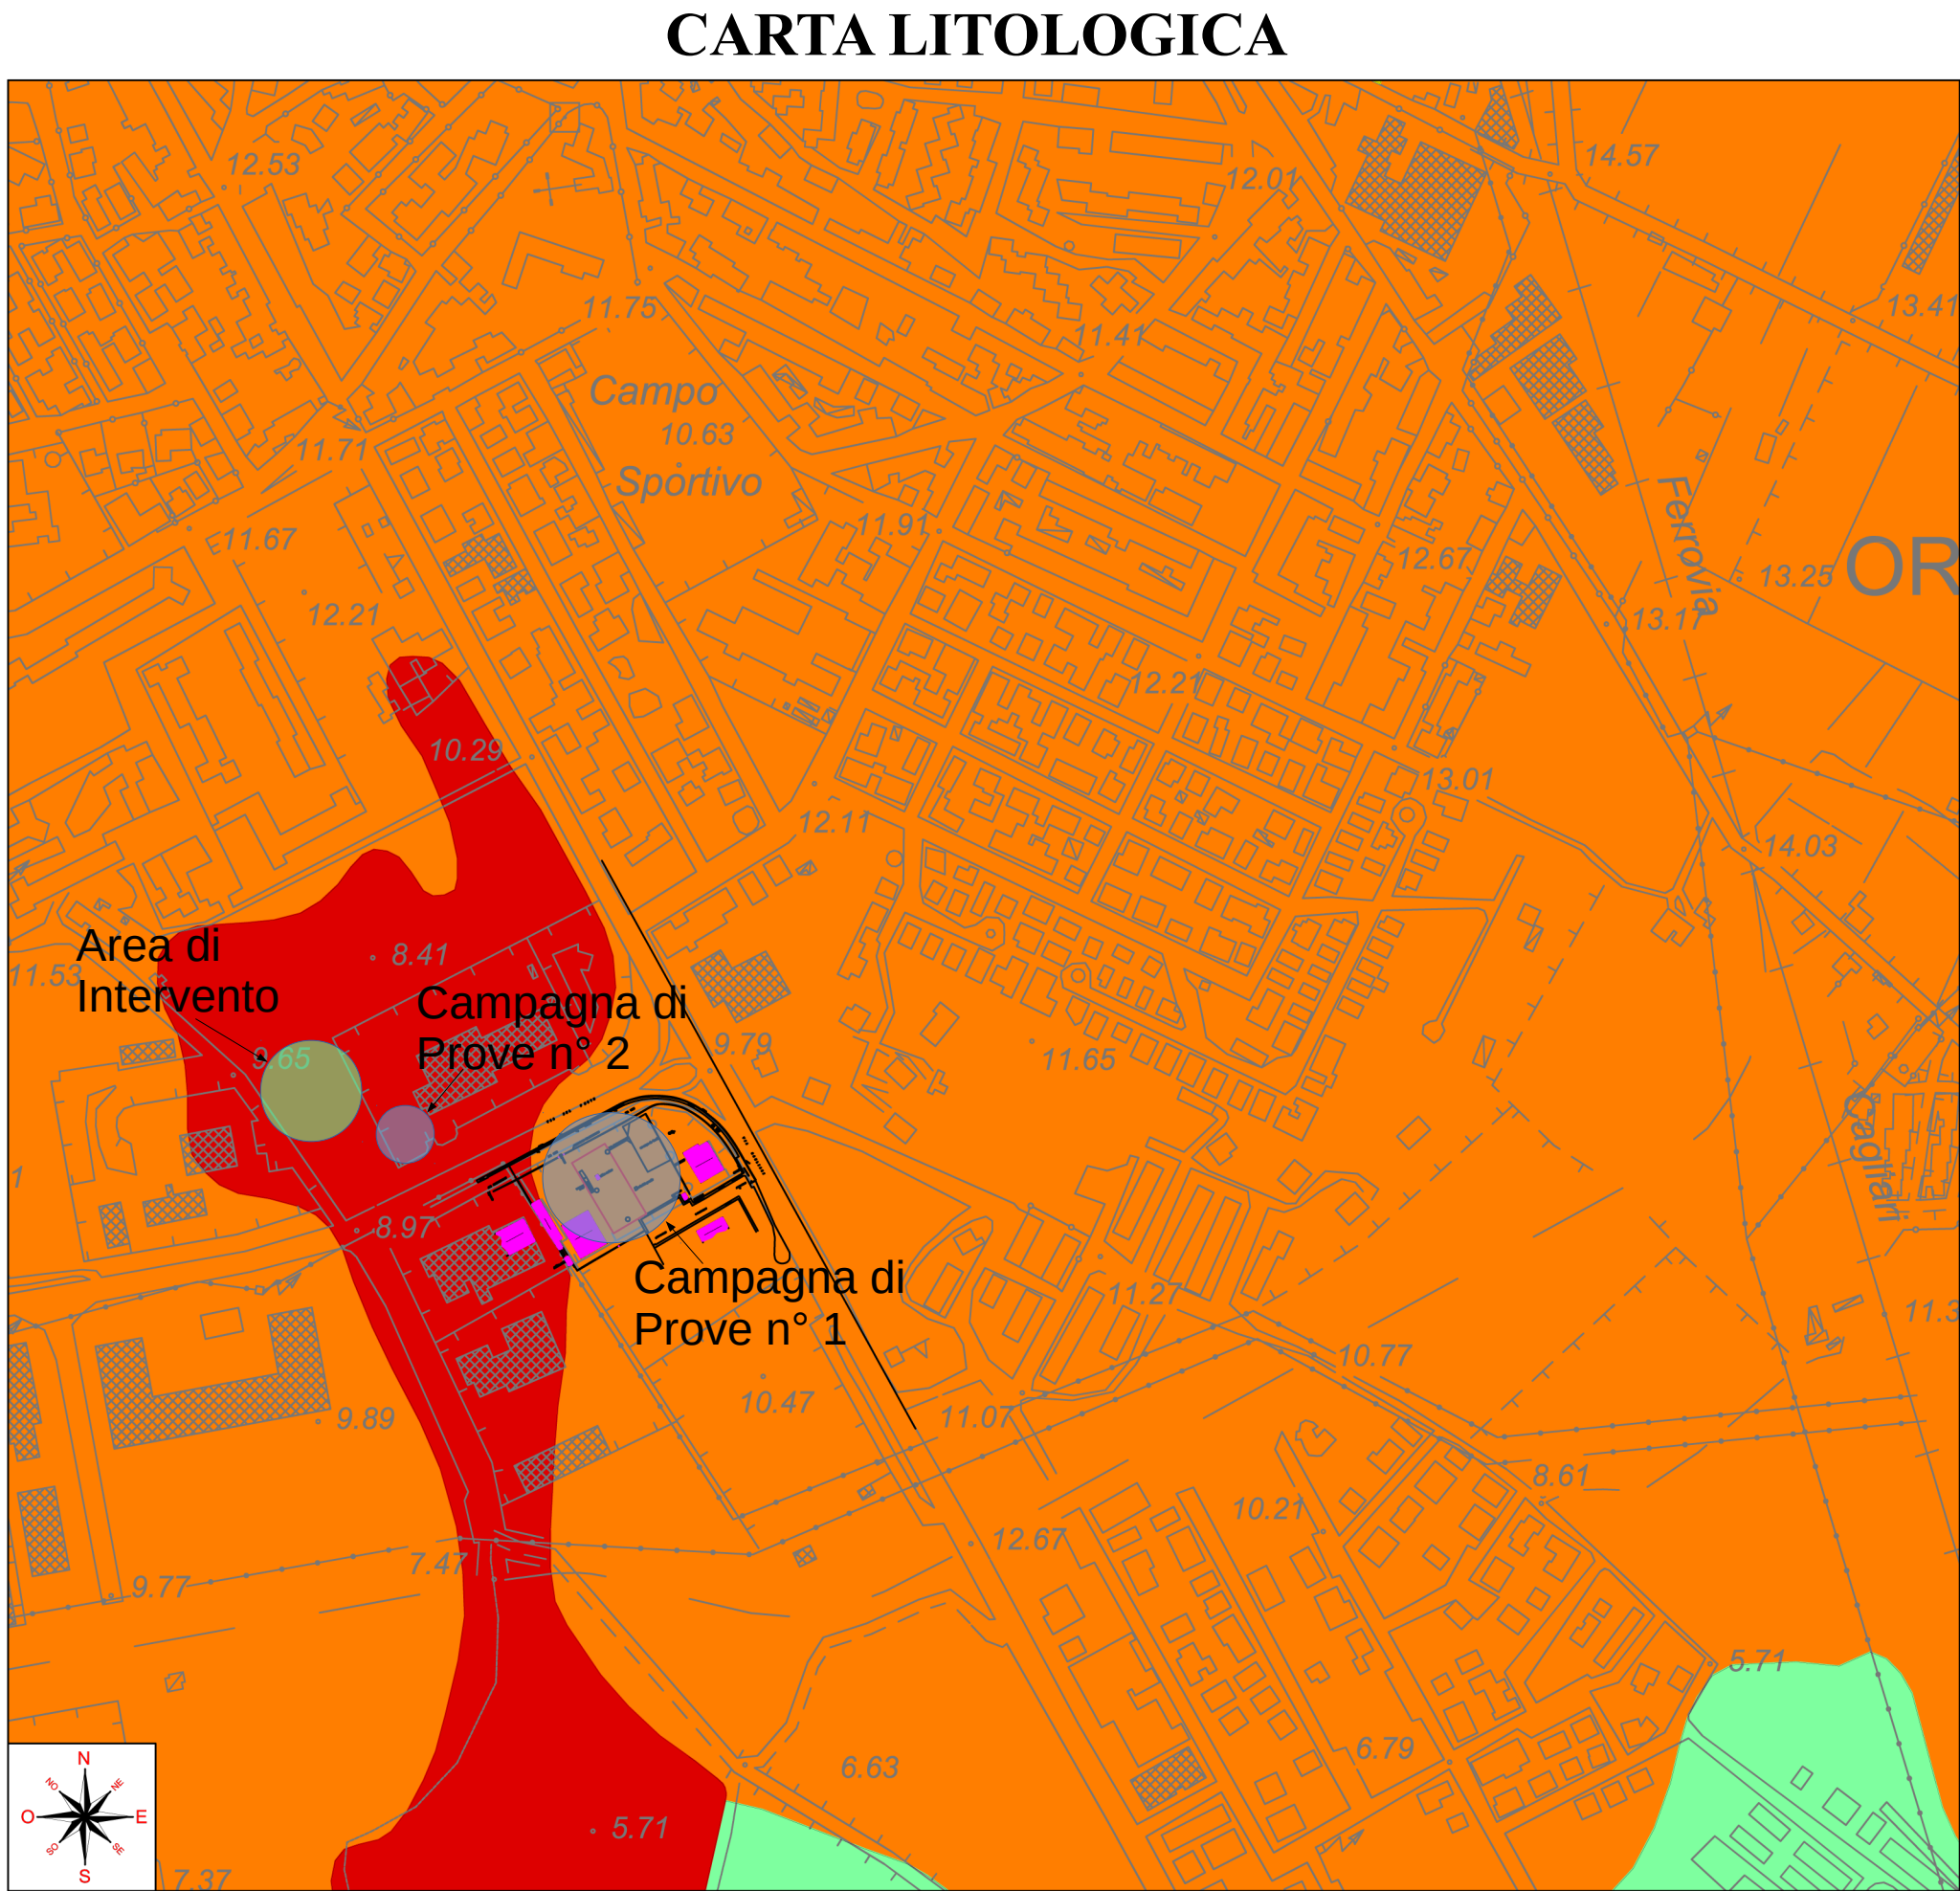 CARTA LITOLOGICA
12.53
12.01
14.57
11.75
11.41
13.41
Campo
10.63
Sportivo
11.71
11.67
11.91
12.67
Ferrovia
13.25
OR
12.21
13.17
12.21
10.29
13.01
12.11
14.03
Area di
Intervento
8.41
11.53
Campagna di
Prove n° 2
9.65
9.79
11.65
Cagliari
1
8.97
Campagna di
Prove n° 1
11.27
11.3
10.77
9.89
10.47
11.07
8.61
10.21
12.67
7.47
9.77
5.71
6.63
6.79
5.71
7.37
N
NO
NE
O
E
SO
SE
S